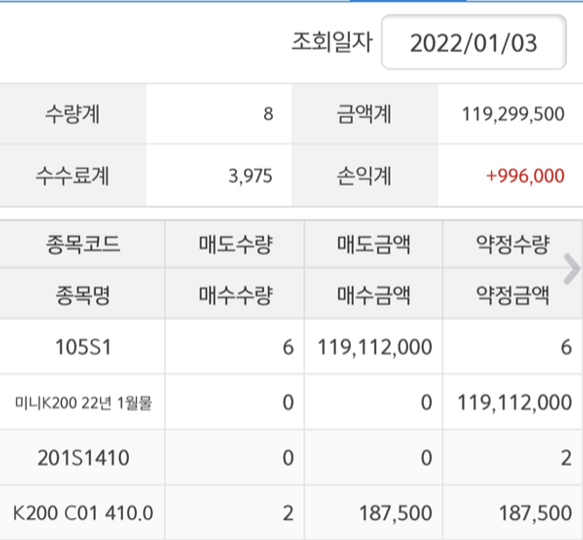 조회일자 2022/01/03
수량계 8 금액계 119,299,500
수수료계 3,975 손익계 +996,000
종목코드 매도수량 매도금액 약정수량
종목명 매수수량 매수금액 약정금액
105S1 6 119,112,000 6
미니K200 22년 1월물 0 0 119,112,000
201S1410 0 0 2
K200 C01 410.0 2 187,500 187,500